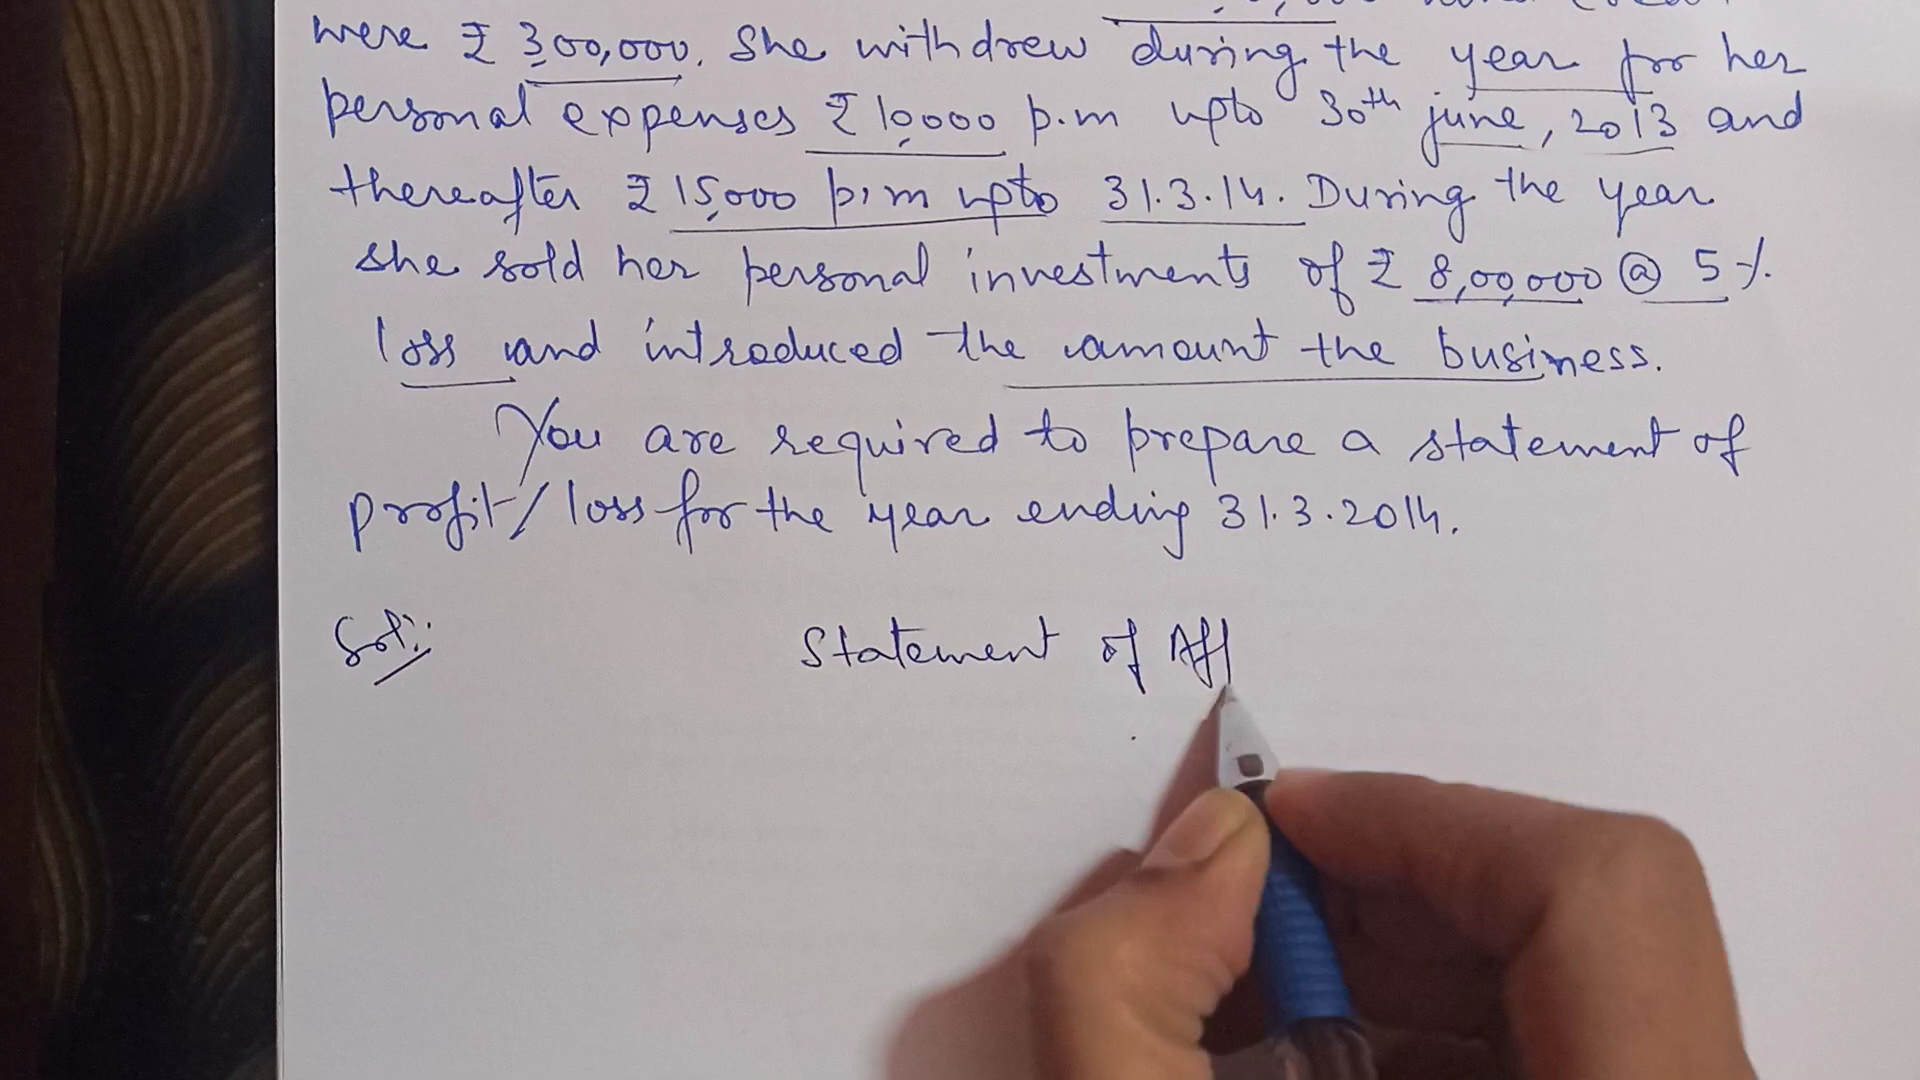 were ₹ 300,000. She withdrew during the year for her
personal expenses ₹ 10,000 p.m upto 30th june, 2013 and
thereafter ₹ 15,000 p.m upto 31.3.14. During the year
she sold her personal investments of ₹ 8,00,000 @ 5%
loss and introduced the amount the business.
You are required to prepare a statement of
profit/loss for the year ending 31.3.2014.
Sol:
Statement of Aff